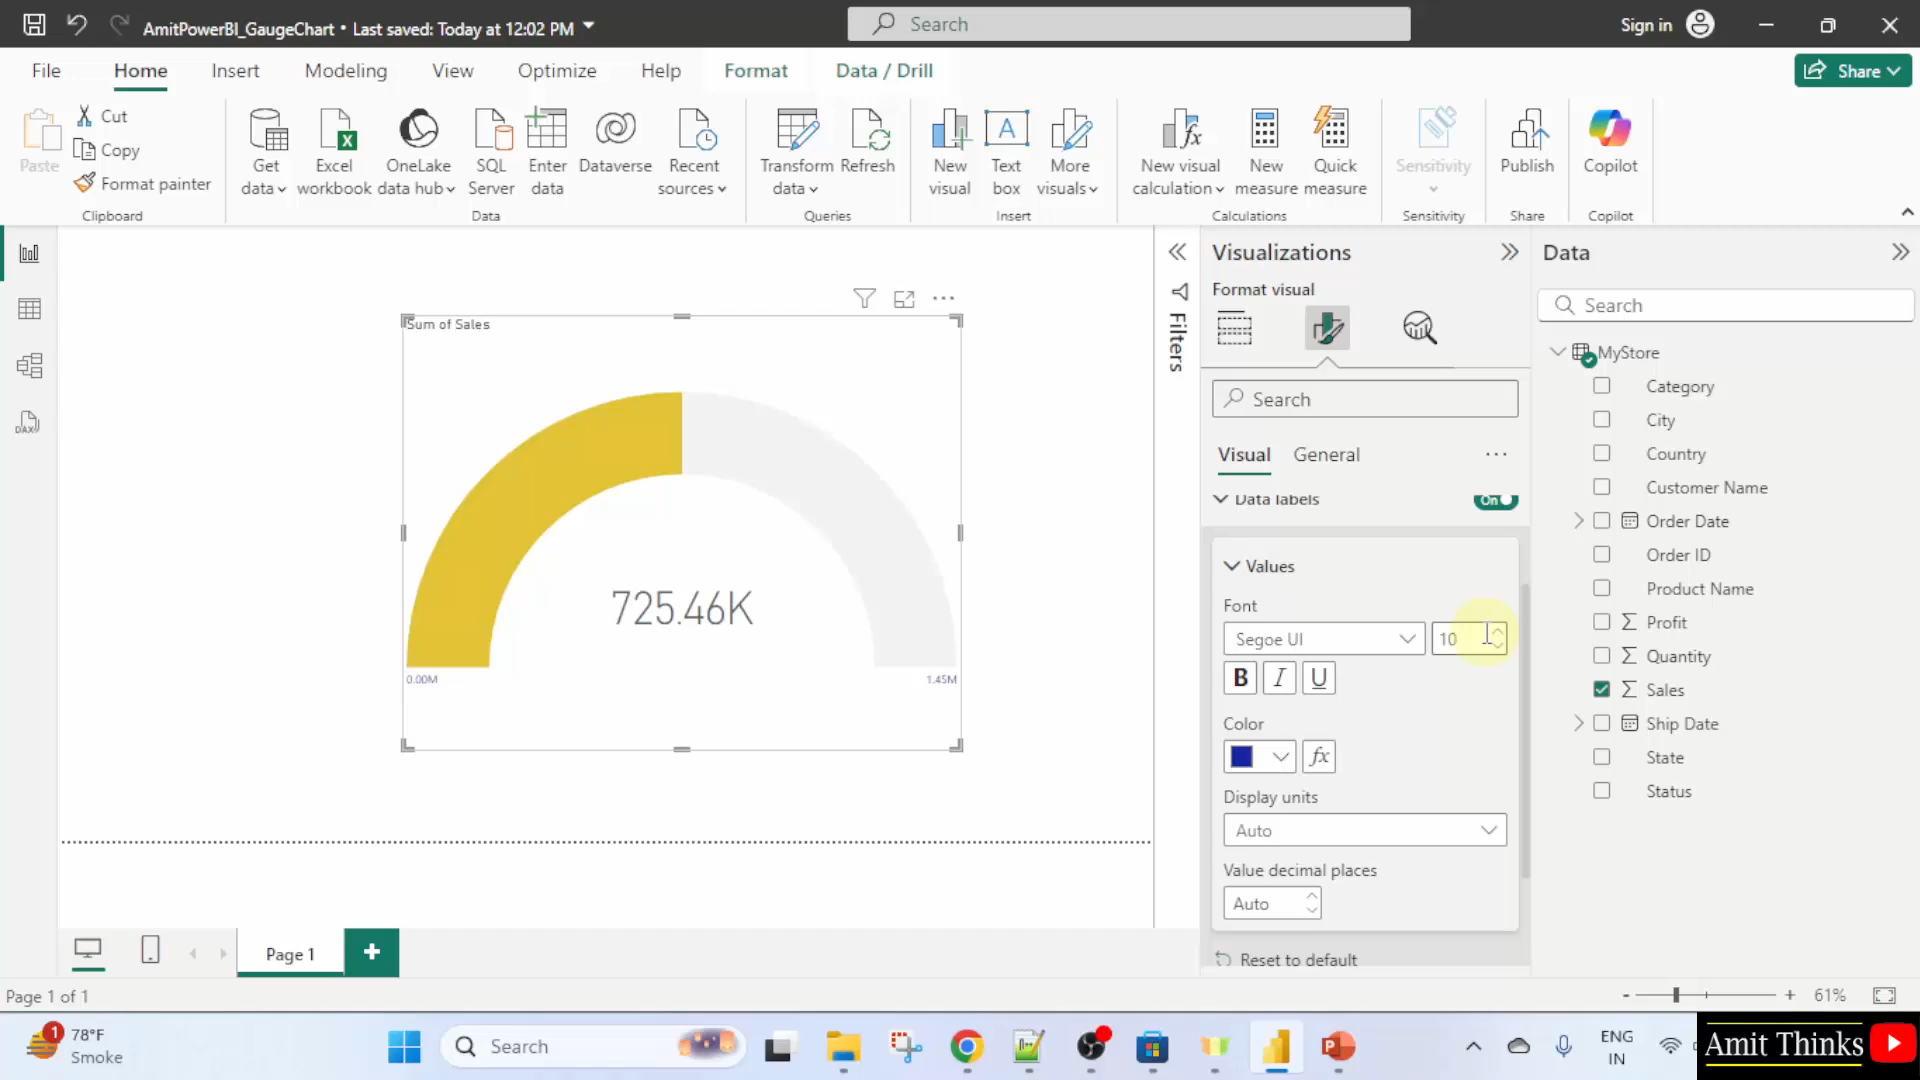 AmitPowerBI_GaugeChart • Last saved: Today at 12:02 PM
Search
Sign in
File Home Insert Modeling View Optimize Help Format Data / Drill
Share
Paste
Cut
Copy
Format painter
Clipboard
Get data
Excel workbook
OneLake data hub
SQL Server
Enter data
Dataverse
Recent sources
Data
Transform data
Refresh
Queries
New visual
A
Text box
More visuals
Insert
New visual calculation
New measure
Quick measure
Calculations
Sensitivity
Sensitivity
Publish
Share
Copilot
Copilot
DAX
Sum of Sales
725.46K
0.00M
1.45M
Filters
Visualizations
Format visual
Search
Visual General
Data labels On
Values
Font
Segoe UI 10
B I U
Color
fx
Display units
Auto
Value decimal places
Auto
Reset to default
Data
Search
MyStore
Category
City
Country
Customer Name
Order Date
Order ID
Product Name
Profit
Quantity
Sales
Ship Date
State
Status
Page 1
Page 1 of 1
61%
1
78°F
Smoke
Search
ENG
IN
Amit Thinks